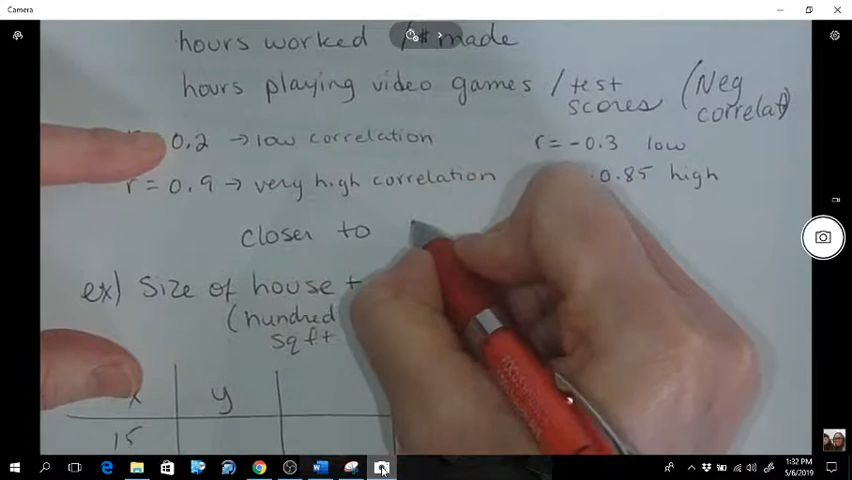 Camera
hours worked /$ made
hours playing video games / test scores (Neg correlat
0.2 → low correlation
r = -0.3 low
r = 0.9 → very high correlation
0.85 high
closer to
ex) Size of house +
(hundred
sqft
x y
15
1:32 PM
5/6/2019